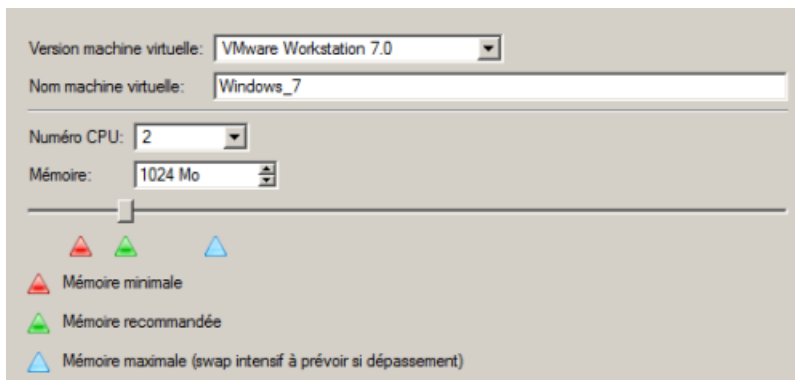 Version machine virtuelle: VMware Workstation 7.0
Nom machine virtuelle: Windows_7
Numéro CPU: 2
Mémoire: 1024 Mo
Mémoire minimale
Mémoire recommandée
Mémoire maximale (swap intensif à prévoir si dépassement)